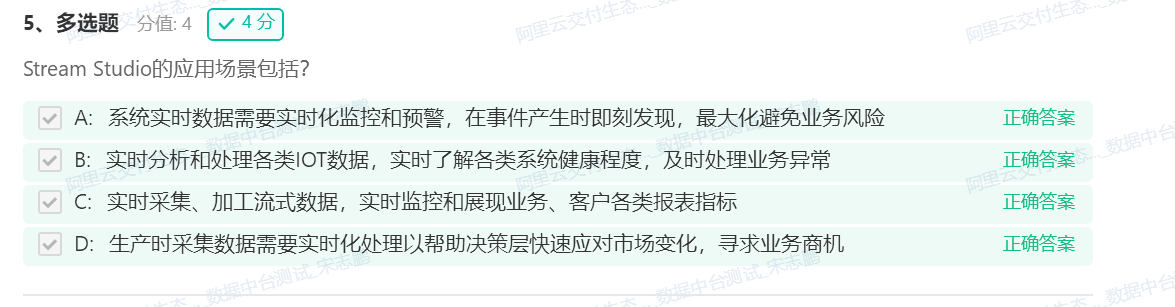 5、多选题 分值: 4 4 分
Stream Studio的应用场景包括?
A: 系统实时数据需要实时化监控和预警，在事件产生时即刻发现，最大化避免业务风险 正确答案
B: 实时分析和处理各类IOT数据，实时了解各类系统健康程度，及时处理业务异常 正确答案
C: 实时采集、加工流式数据，实时监控和展现业务、客户各类报表指标 正确答案
D: 生产时采集数据需要实时化处理以帮助决策层快速应对市场变化，寻求业务商机 正确答案